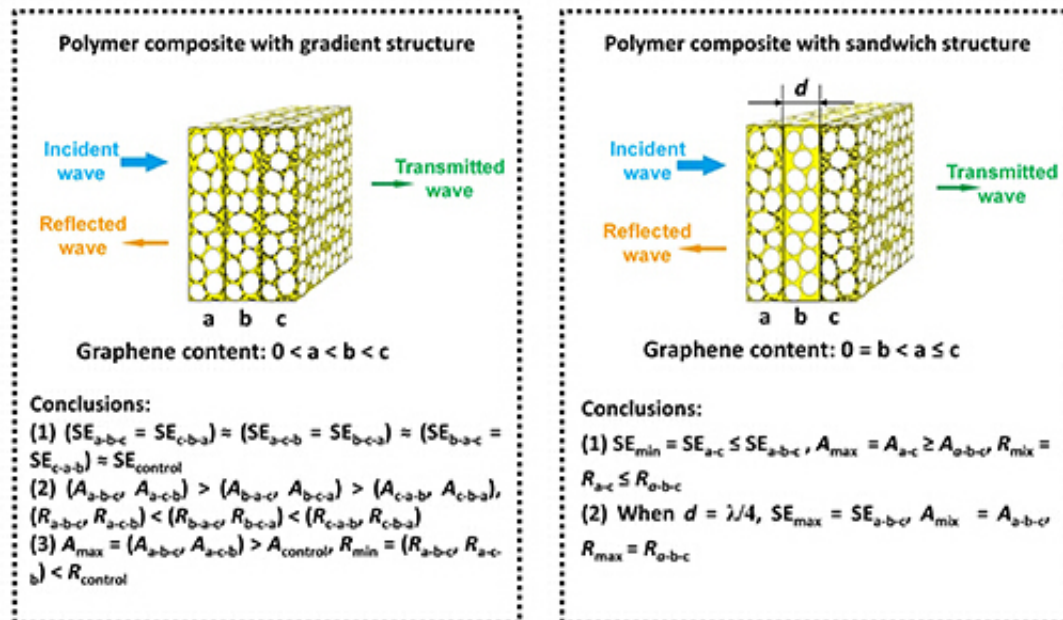 Polymer composite with gradient structure
Incident
wave
Reflected
wave
Transmitted
wave
a b c
Graphene content: 0 < a < b < c
Conclusions:
(1) (SEa-b-c = SEc-b-a) ≈ (SEa-c-b = SEb-c-a) ≈ (SEb-a-c =
SEc-a-b) ≈ SEcontrol
(2) (Aa-b-c, Aa-c-b) > (Ab-a-c, Ab-c-a) > (Ac-a-b, Ac-b-a),
(Ra-b-c, Ra-c-b) < (Rb-a-c, Rb-c-a) < (Rc-a-b, Rc-b-a)
(3) Amax = (Aa-b-c, Aa-c-b) > Acontrol, Rmin = (Ra-b-c, Ra-c-
b) < Rcontrol
Polymer composite with sandwich structure
d
Incident
wave
Reflected
wave
Transmitted
wave
a b c
Graphene content: 0 = b < a ≤ c
Conclusions:
(1) SEmin = SEa-c ≤ SEa-b-c , Amax = Aa-c ≥ Aa-b-c, Rmix =
Ra-c ≤ Ra-b-c
(2) When d = λ/4, SEmax = SEa-b-c, Amix = Aa-b-c,
Rmax = Ra-b-c